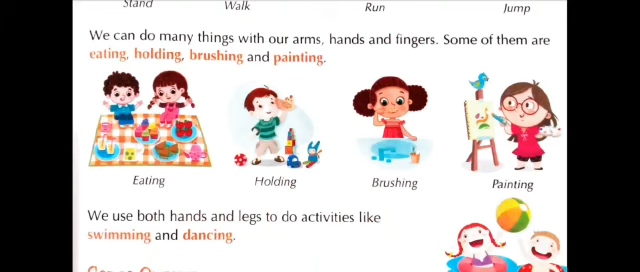 Stand Walk Run Jump
We can do many things with our arms, hands and fingers. Some of them are
eating, holding, brushing and painting.
Eating Holding Brushing Painting
We use both hands and legs to do activities like
swimming and dancing.